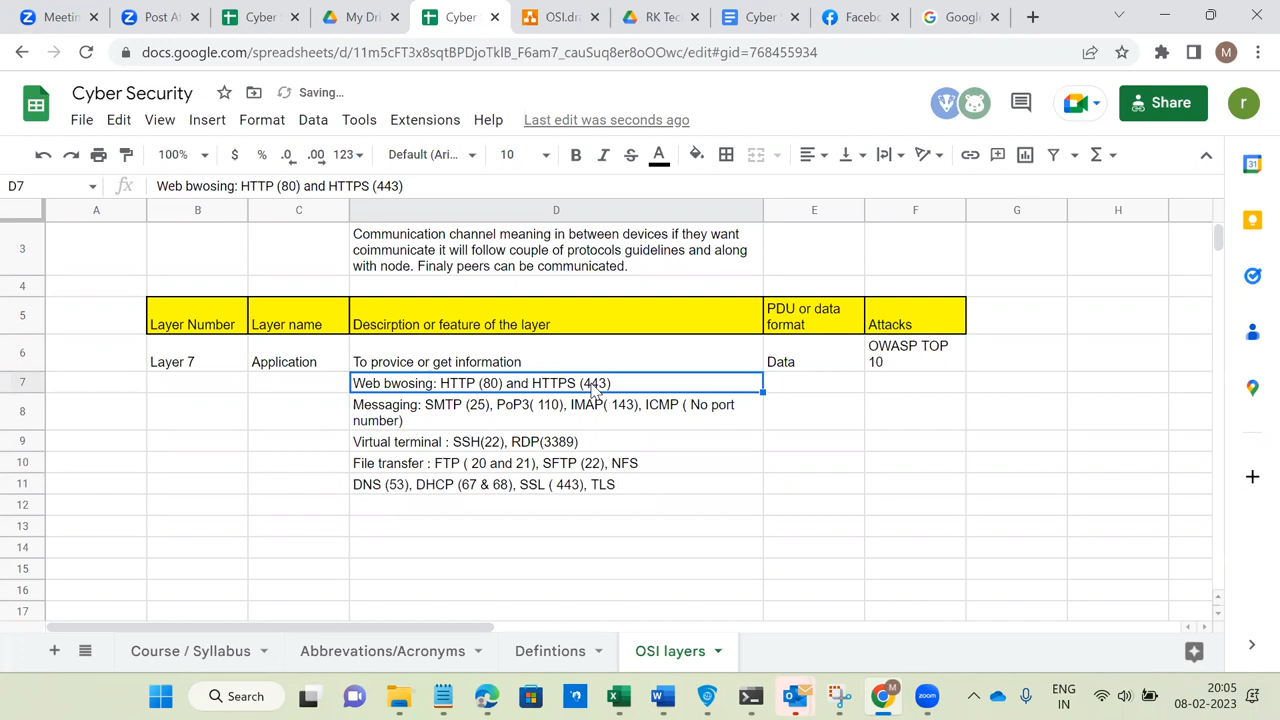 Meetin
Post At
Cyber S
My Dri
Cyber S
OSI.dra
RK Tec
Cyber S
Facebo
Google
docs.google.com/spreadsheets/d/11m5cFT3x8sqtBPDjoTklB_F6am7_cauSuq8er8oOOwc/edit#gid=768455934
M
Cyber Security
Saving...
Share
r
File Edit View Insert Format Data Tools Extensions Help Last edit was seconds ago
100% $ % .0 .00 123 Default (Ari... 10 B I S A
31
D7 fx Web bwosing: HTTP (80) and HTTPS (443)
A B C D E F G H
3 Communication channel meaning in between devices if they want
coimmunicate it will follow couple of protocols guidelines and along
with node. Finaly peers can be communicated.
4
5 Layer Number Layer name Descirption or feature of the layer PDU or data
format Attacks
6 Layer 7 Application To provice or get information Data OWASP TOP
10
7 Web bwosing: HTTP (80) and HTTPS (443)
8 Messaging: SMTP (25), PoP3( 110), IMAP( 143), ICMP ( No port
number)
9 Virtual terminal : SSH(22), RDP(3389)
10 File transfer : FTP ( 20 and 21), SFTP (22), NFS
11 DNS (53), DHCP (67 & 68), SSL ( 443), TLS
12
13
14
15
16
17
Course / Syllabus Abbrevations/Acronyms Defintions OSI layers
Search
zoom
ENG
IN
20:05
08-02-2023